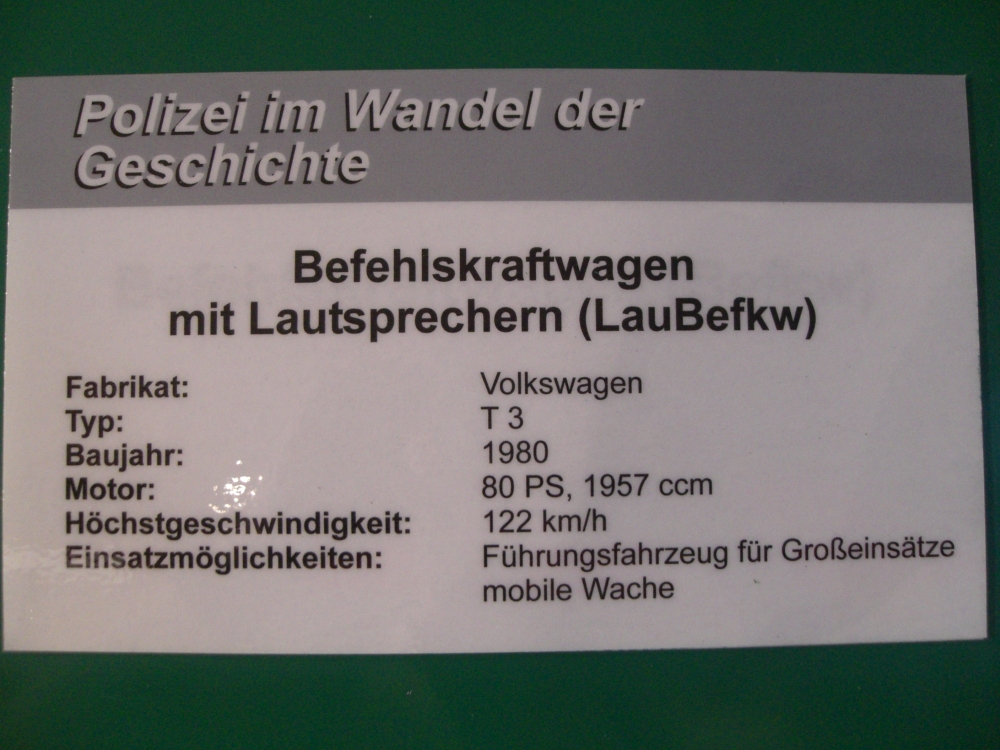 Polizei im Wandel der
Geschichte
Befehlskraftwagen
mit Lautsprechern (LauBefkw)
Fabrikat: Volkswagen
Typ: T 3
Baujahr: 1980
Motor: 80 PS, 1957 ccm
Höchstgeschwindigkeit: 122 km/h
Einsatzmöglichkeiten: Führungsfahrzeug für Großeinsätze
mobile Wache